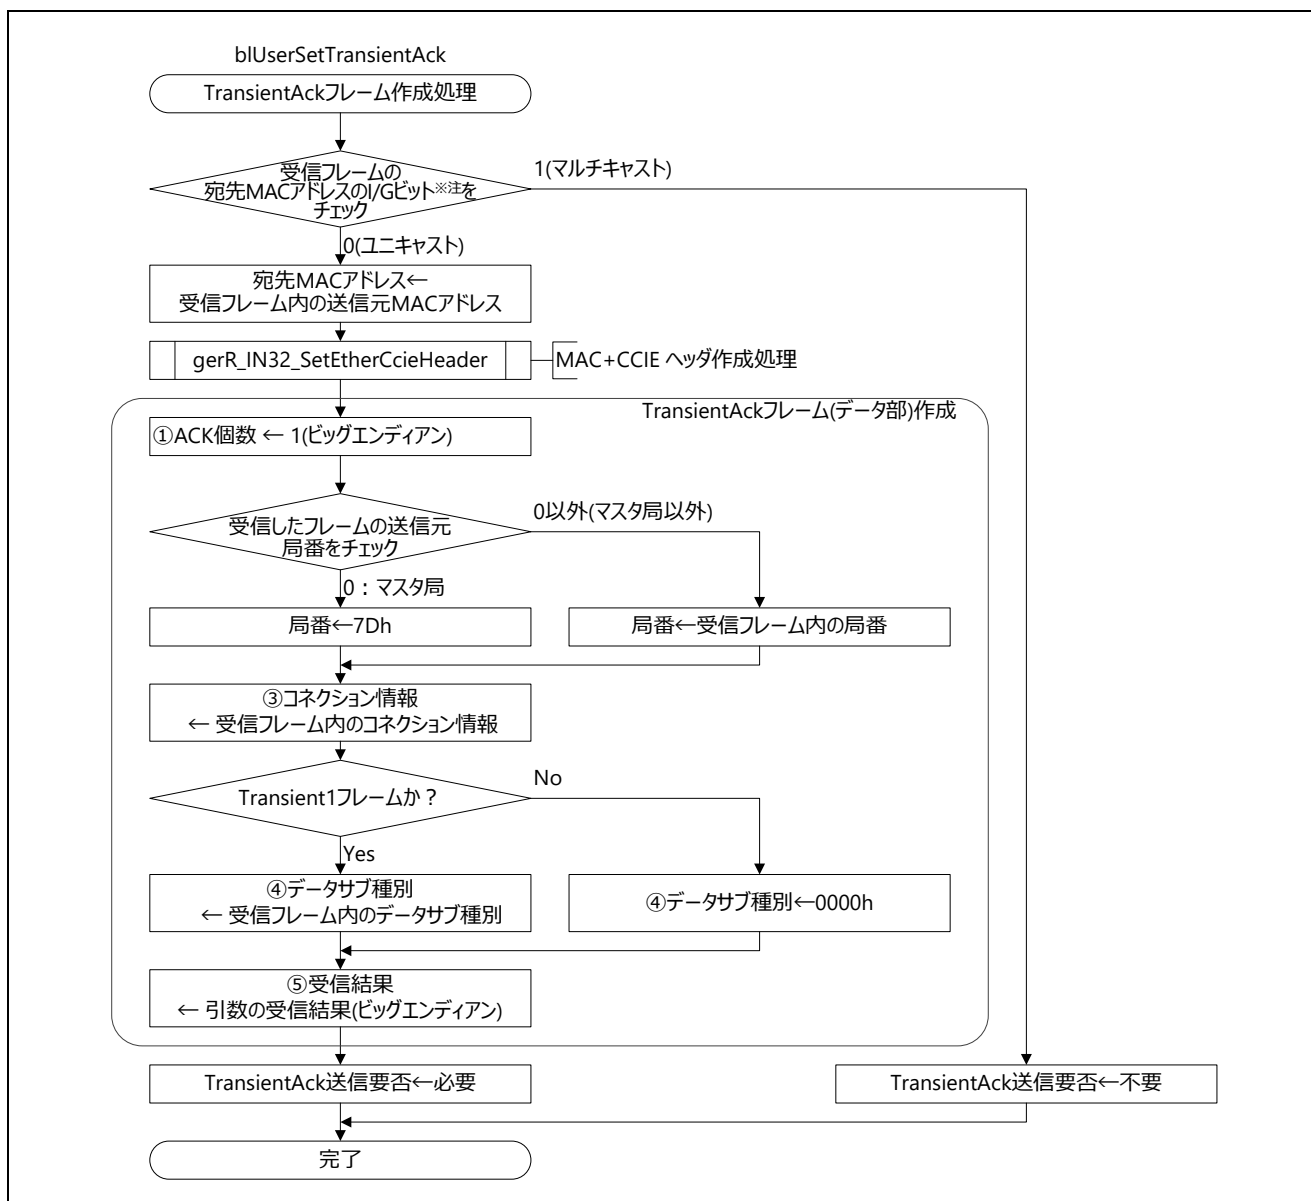 blUserSetTransientAck
TransientAckフレーム作成処理
受信フレームの
宛先MACアドレスのI/Gビット※注を
チェック
1(マルチキャスト)
0(ユニキャスト)
宛先MACアドレス←
受信フレーム内の送信元MACアドレス
gerR_IN32_SetEtherCcieHeader
MAC+CCIE ヘッダ作成処理
TransientAckフレーム(データ部)作成
①ACK個数 ← 1(ビッグエンディアン)
受信したフレームの送信元
局番をチェック
0以外(マスタ局以外)
0：マスタ局
局番←7Dh
局番←受信フレーム内の局番
③コネクション情報
← 受信フレーム内のコネクション情報
Transient1フレームか？
No
Yes
④データサブ種別
← 受信フレーム内のデータサブ種別
④データサブ種別←0000h
⑤受信結果
← 引数の受信結果(ビッグエンディアン)
TransientAck送信要否←必要
TransientAck送信要否←不要
完了